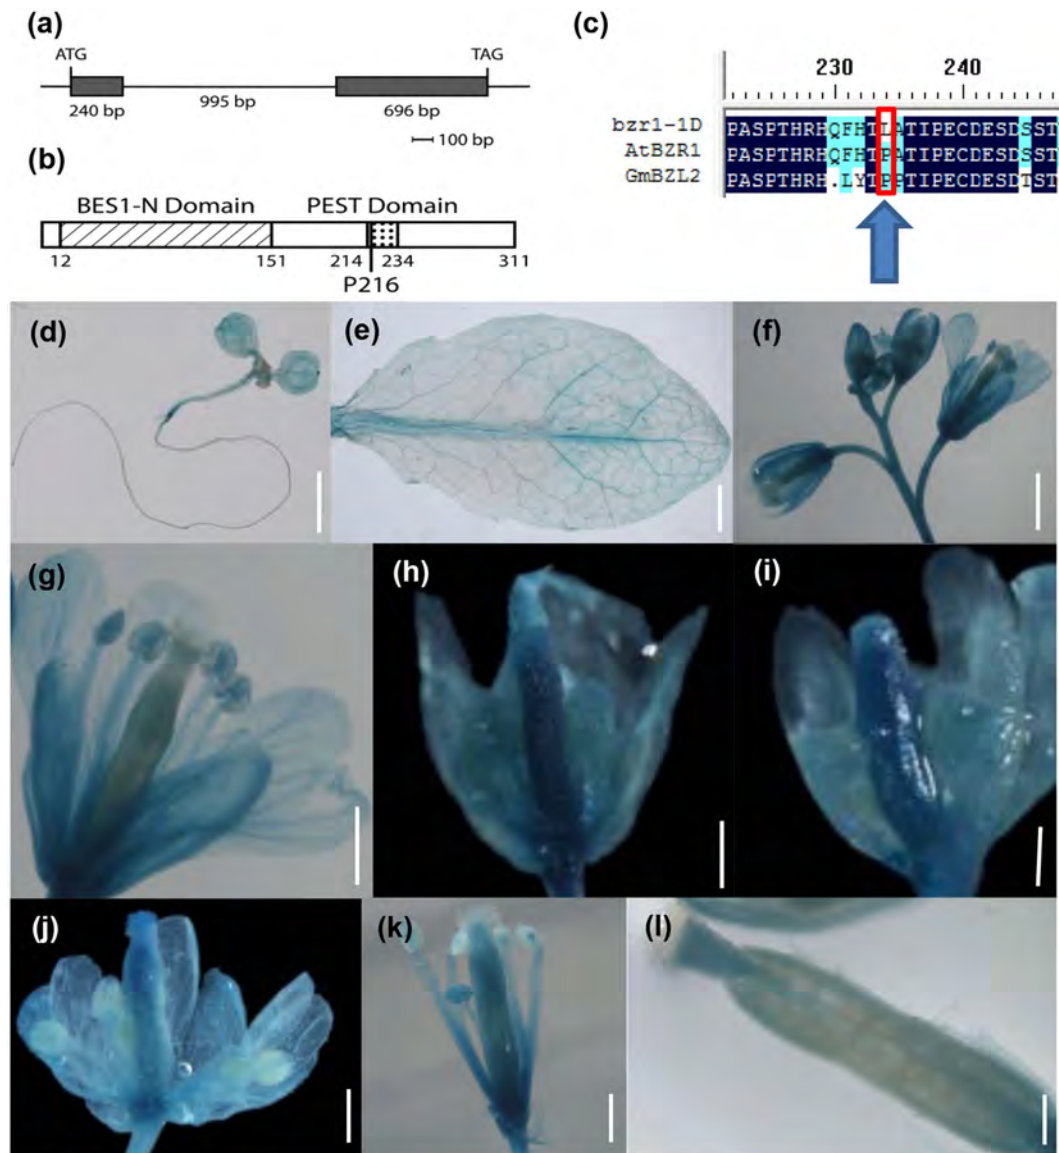 (a)
ATG
TAG
240 bp
995 bp
696 bp
100 bp
(b)
BES1-N Domain
PEST Domain
12
151
214
234
311
P216
(c)
230
240
bzr1-1D
PASPTHRHQFHTLATIPECDESDSST
AtBZR1
PASPTHRHQFHTPATIPECDESDSST
GmBZL2
PASPTHRH.LYTPPTIPECDESDTST
(d)
(e)
(f)
(g)
(h)
(i)
(j)
(k)
(l)